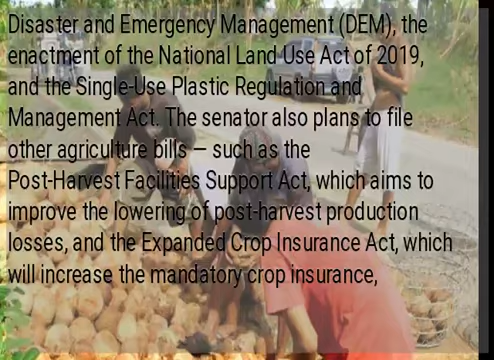 Disaster and Emergency Management (DEM), the
enactment of the National Land Use Act of 2019,
and the Single-Use Plastic Regulation and
Management Act. The senator also plans to file
other agriculture bills — such as the
Post-Harvest Facilities Support Act, which aims to
improve the lowering of post-harvest production
losses, and the Expanded Crop Insurance Act, which
will increase the mandatory crop insurance,